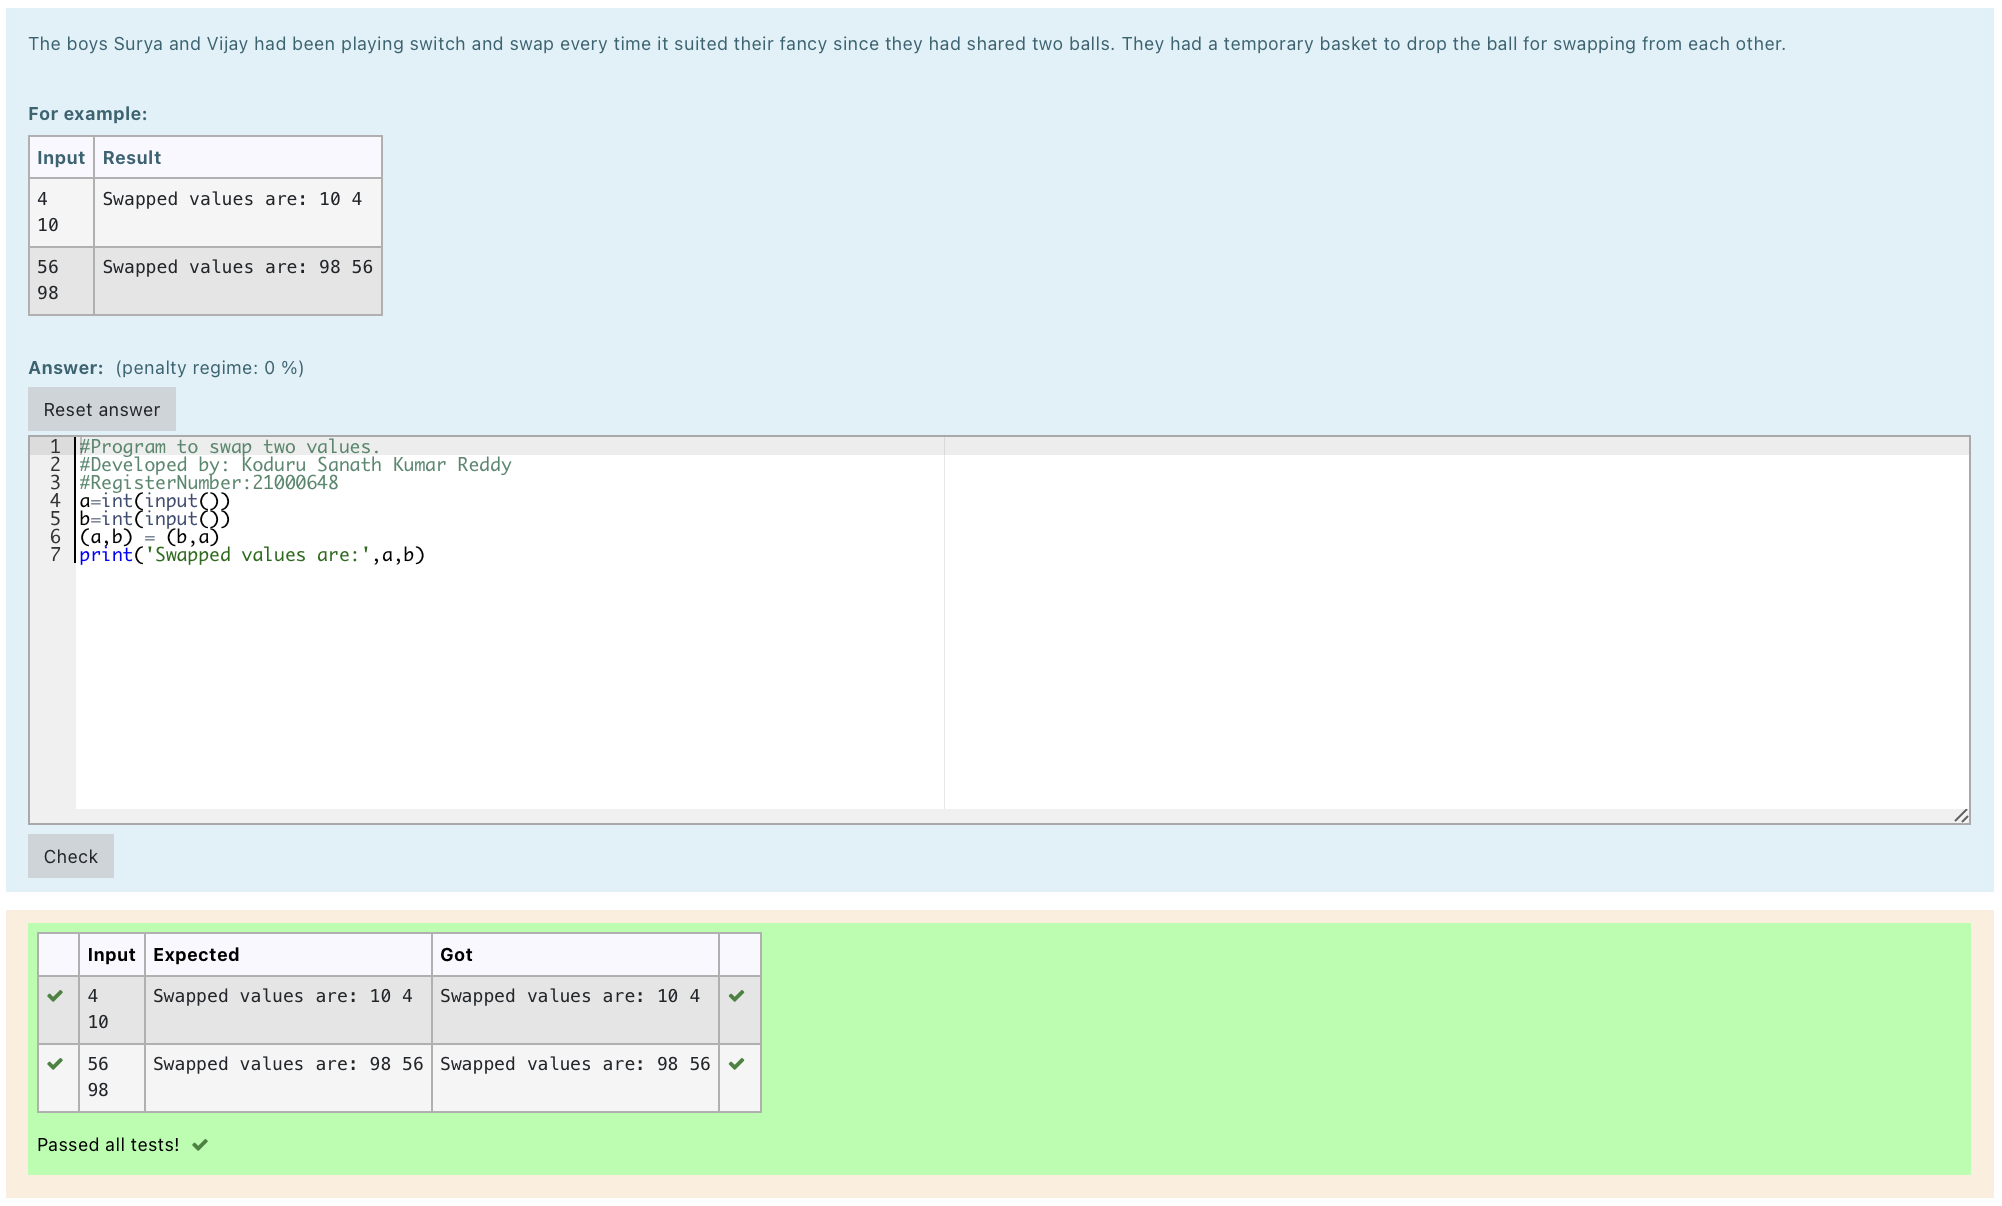 The boys Surya and Vijay had been playing switch and swap every time it suited their fancy since they had shared two balls. They had a temporary basket to drop the ball for swapping from each other.
For example:
Input Result
4 Swapped values are: 10 4
10
56 Swapped values are: 98 56
98
Answer: (penalty regime: 0 %)
Reset answer
1 #Program to swap two values.
2 #Developed by: Koduru Sanath Kumar Reddy
3 #RegisterNumber:21000648
4 a=int(input())
5 b=int(input())
6 (a,b) = (b,a)
7 print('Swapped values are:',a,b)
Check
Input Expected Got
4 Swapped values are: 10 4 Swapped values are: 10 4
10
56 Swapped values are: 98 56 Swapped values are: 98 56
98
Passed all tests!